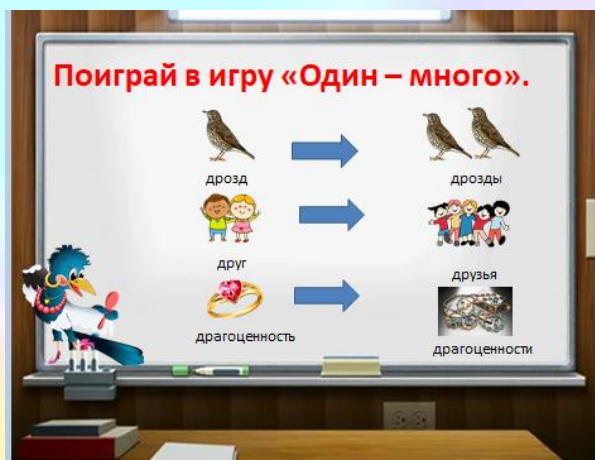 Поиграй в игру «Один – много».
дрозд
дрозды
друг
друзья
драгоценность
драгоценности